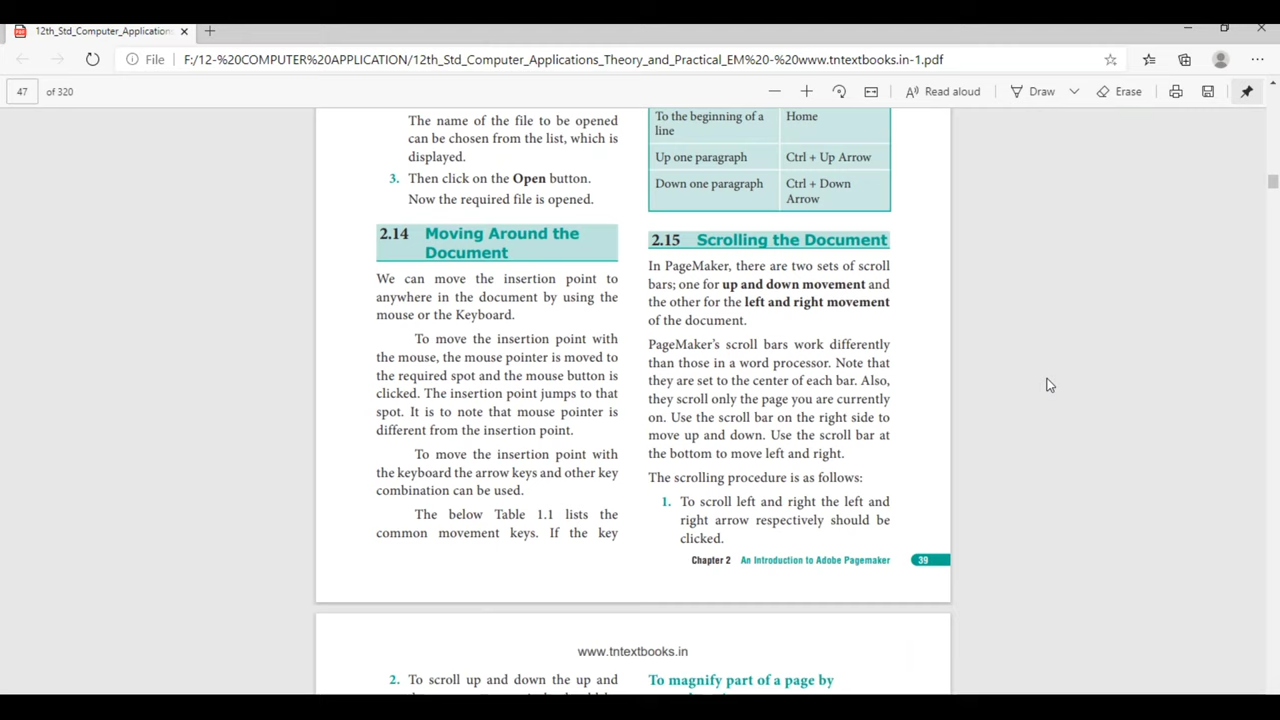 12th_Std_Computer_Applications
File
F:/12-%20COMPUTER%20APPLICATION/12th_Std_Computer_Applications_Theory_and_Practical_EM%20-%20www.tntextbooks.in-1.pdf
47
of 320
Read aloud
Draw
Erase
The name of the file to be opened
can be chosen from the list, which is
displayed.
3. Then click on the Open button.
Now the required file is opened.
2.14 Moving Around the
Document
We can move the insertion point to
anywhere in the document by using the
mouse or the Keyboard.
To move the insertion point with
the mouse, the mouse pointer is moved to
the required spot and the mouse button is
clicked. The insertion point jumps to that
spot. It is to note that mouse pointer is
different from the insertion point.
To move the insertion point with
the keyboard the arrow keys and other key
combination can be used.
The below Table 1.1 lists the
common movement keys. If the key
To the beginning of a
line
Home
Up one paragraph
Ctrl + Up Arrow
Down one paragraph
Ctrl + Down
Arrow
2.15 Scrolling the Document
In PageMaker, there are two sets of scroll
bars; one for up and down movement and
the other for the left and right movement
of the document.
PageMaker's scroll bars work differently
than those in a word processor. Note that
they are set to the center of each bar. Also,
they scroll only the page you are currently
on. Use the scroll bar on the right side to
move up and down. Use the scroll bar at
the bottom to move left and right.
The scrolling procedure is as follows:
1. To scroll left and right the left and
right arrow respectively should be
clicked.
Chapter 2 An Introduction to Adobe Pagemaker 39
www.tntextbooks.in
2. To scroll up and down the up and
To magnify part of a page by